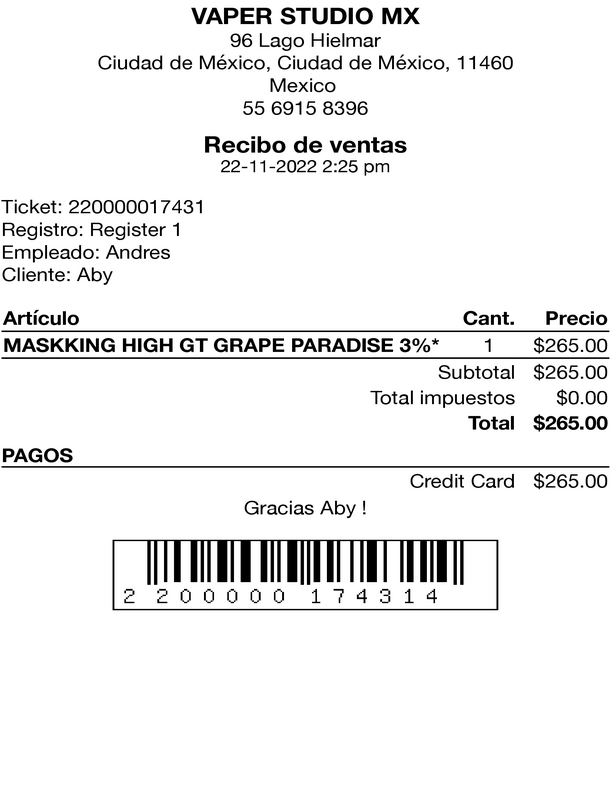 VAPER STUDIO MX
96 Lago Hielmar
Ciudad de México, Ciudad de México, 11460
Mexico
55 6915 8396
Recibo de ventas
22-11-2022 2:25 pm
Ticket: 220000017431
Registro: Register 1
Empleado: Andres
Cliente: Aby
Artículo Cant. Precio
MASKKING HIGH GT GRAPE PARADISE 3%* 1 $265.00
Subtotal $265.00
Total impuestos $0.00
Total $265.00
PAGOS
Credit Card $265.00
Gracias Aby !
2 200000 174314